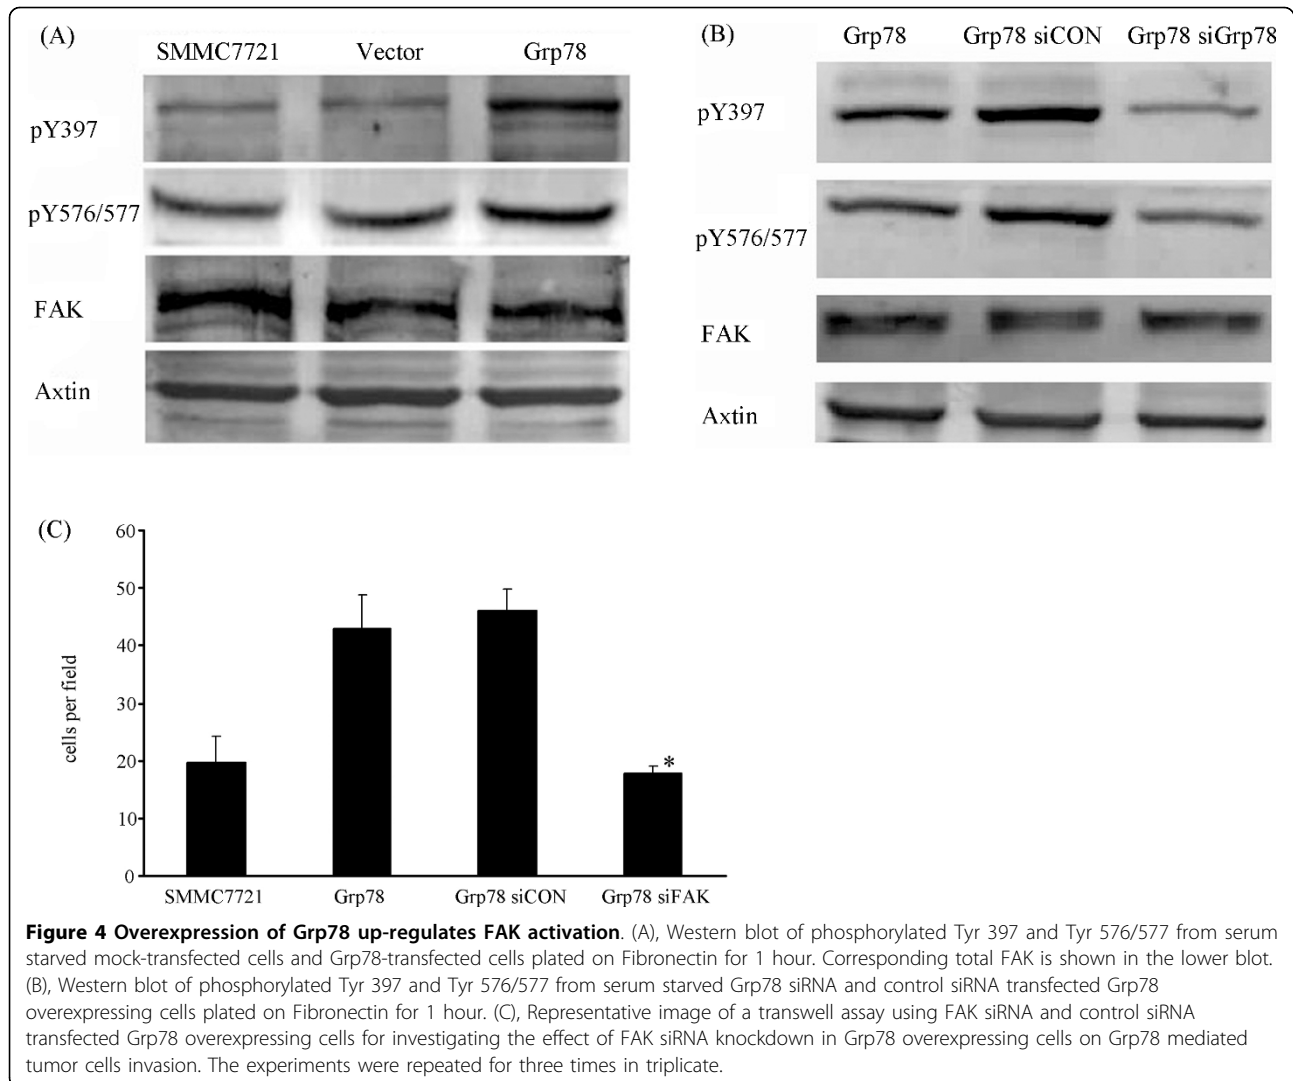 (A)
SMMC7721 Vector Grp78
pY397
pY576/577
FAK
Axtin
(B)
Grp78 Grp78 siCON Grp78 siGrp78
pY397
pY576/577
FAK
Axtin
(C)
60
50
40
30
20
10
0
cells per field
*
SMMC7721 Grp78 Grp78 siCON Grp78 siFAK
Figure 4 Overexpression of Grp78 up-regulates FAK activation. (A), Western blot of phosphorylated Tyr 397 and Tyr 576/577 from serum
starved mock-transfected cells and Grp78-transfected cells plated on Fibronectin for 1 hour. Corresponding total FAK is shown in the lower blot.
(B), Western blot of phosphorylated Tyr 397 and Tyr 576/577 from serum starved Grp78 siRNA and control siRNA transfected Grp78
overexpressing cells plated on Fibronectin for 1 hour. (C), Representative image of a transwell assay using FAK siRNA and control siRNA
transfected Grp78 overexpressing cells for investigating the effect of FAK siRNA knockdown in Grp78 overexpressing cells on Grp78 mediated
tumor cells invasion. The experiments were repeated for three times in triplicate.